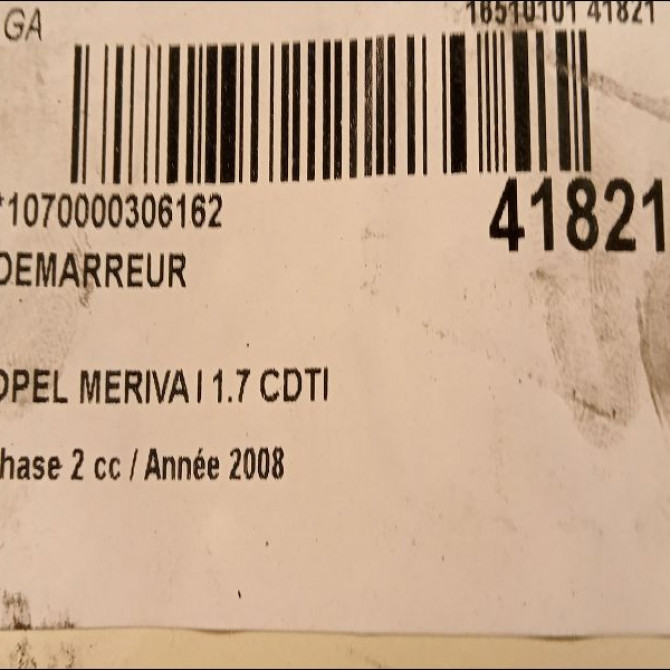 GA
16510101 41821
*1070000306162
41821
DEMARREUR
OPEL MERIVA I 1.7 CDTI
hase 2 cc / Année 2008